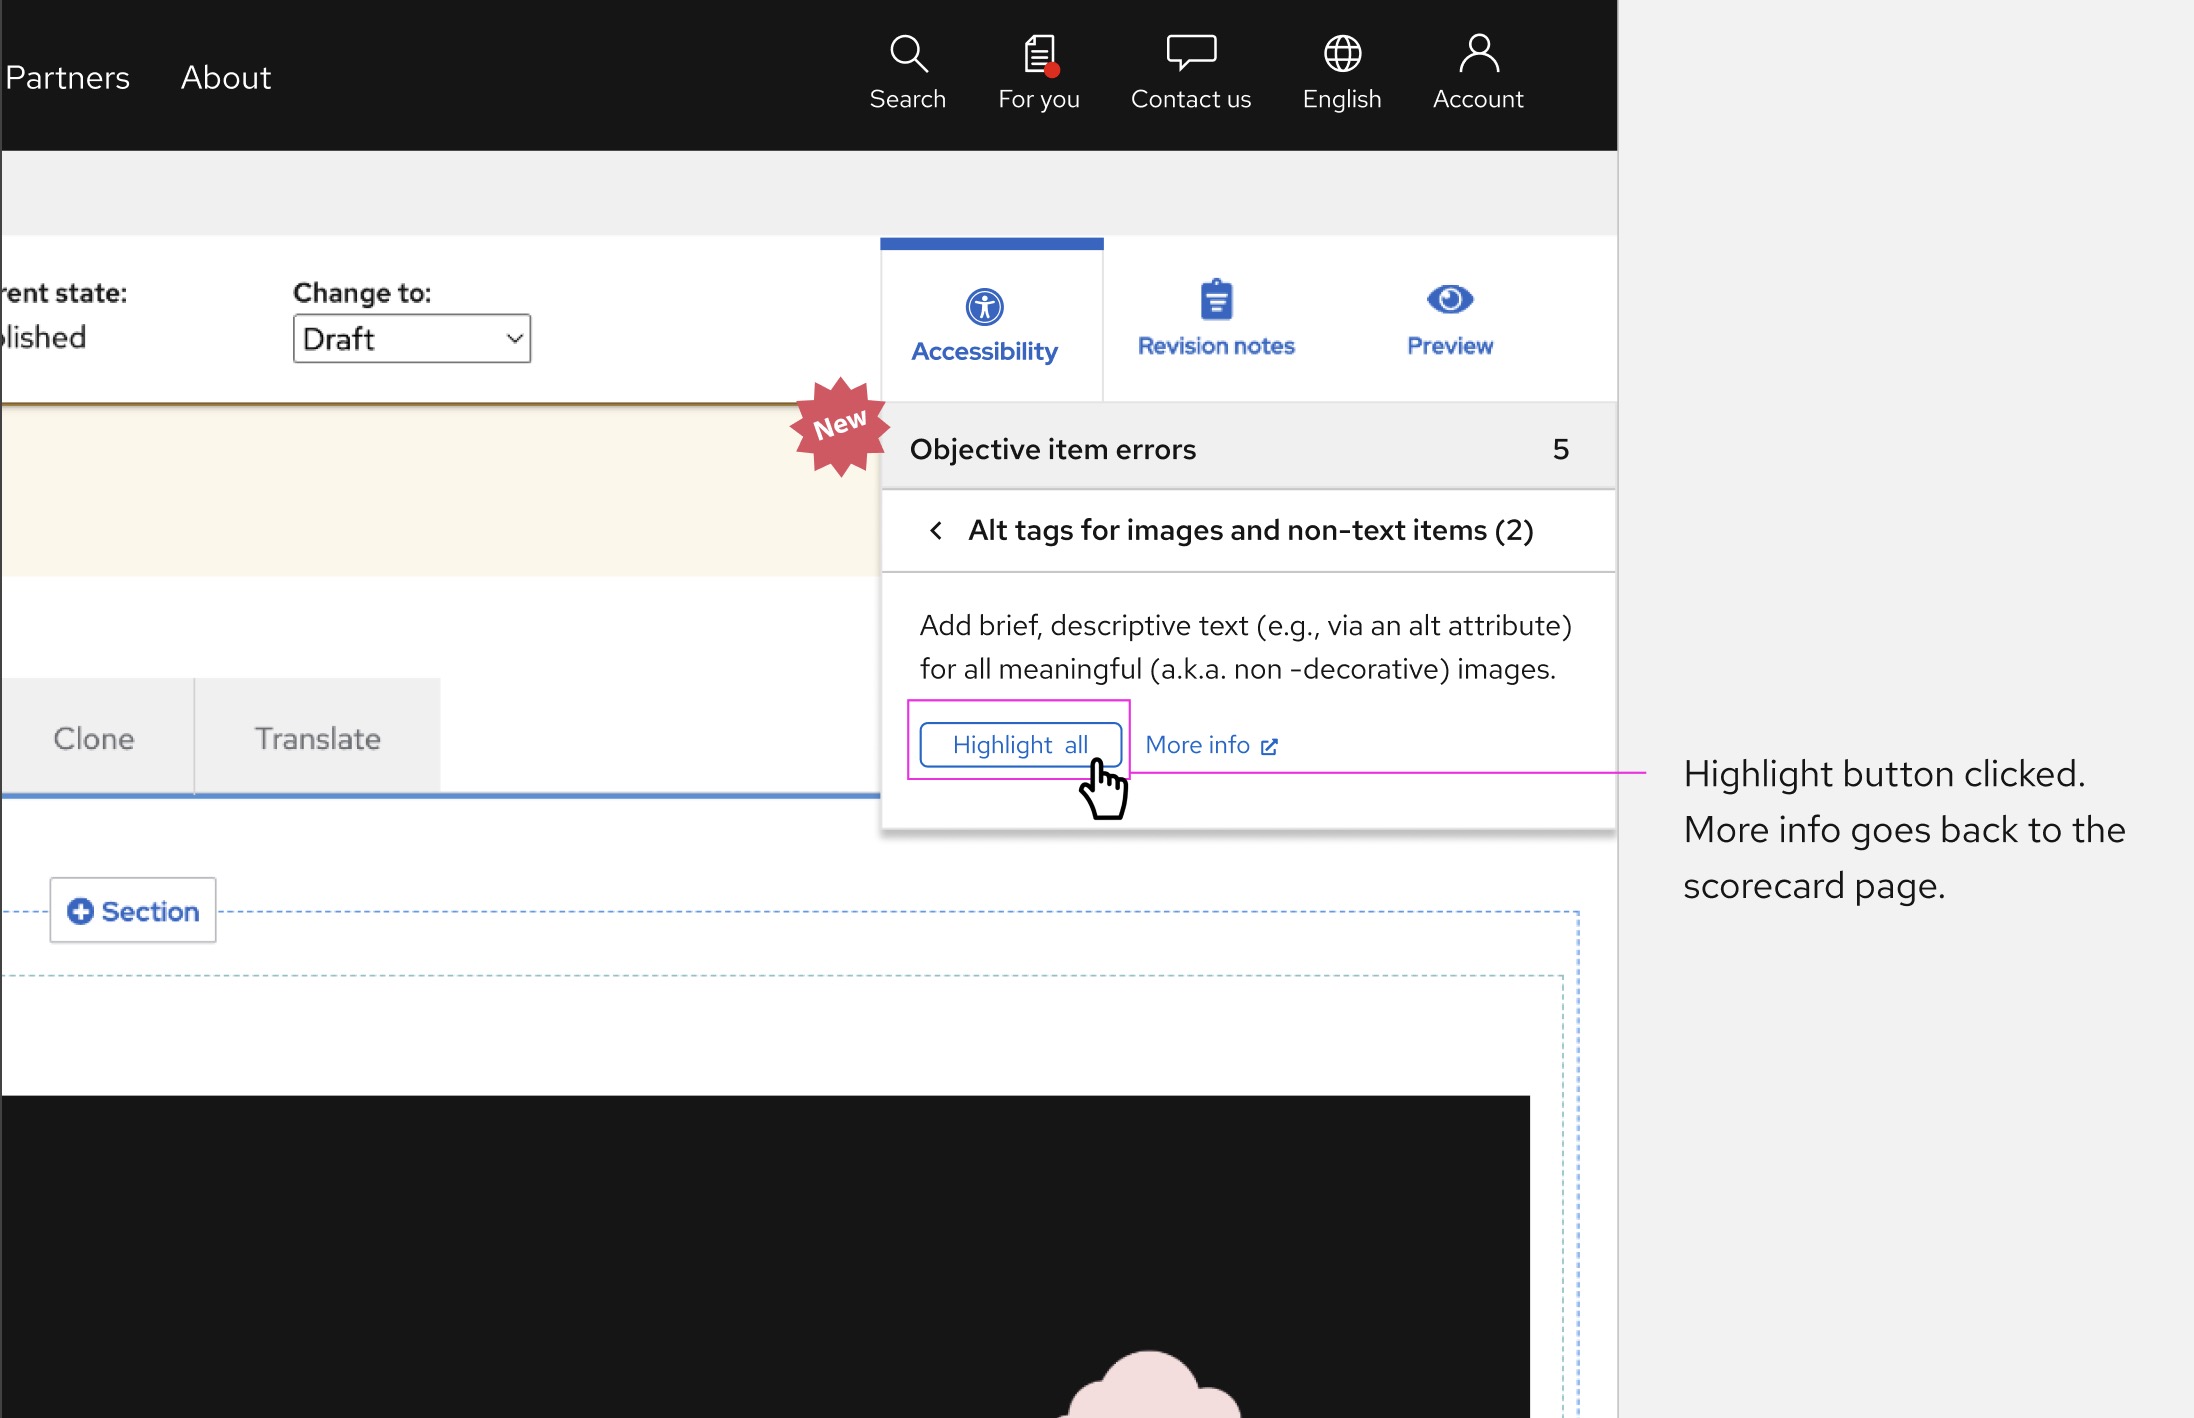 Partners About
Search For you Contact us English Account
rent state:
lished
Change to:
Draft
Accessibility
Revision notes
Preview
New
Objective item errors 5
Alt tags for images and non-text items (2)
Add brief, descriptive text (e.g., via an alt attribute)
for all meaningful (a.k.a. non -decorative) images.
Highlight all More info
Clone Translate
Highlight button clicked.
More info goes back to the
scorecard page.
Section